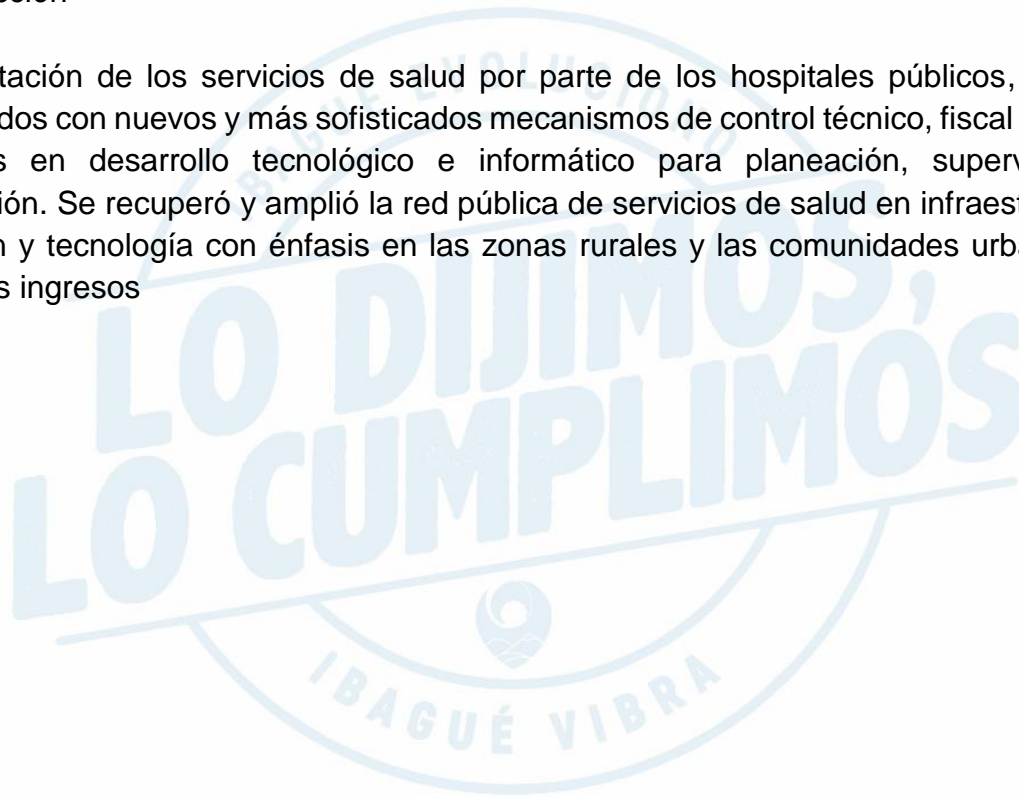 ción
tación de los servicios de salud por parte de los hospitales públicos,
dos con nuevos y más sofisticados mecanismos de control técnico, fiscal
s en desarrollo tecnológico e informático para planeación, superv
ión. Se recuperó y amplió la red pública de servicios de salud en infraest
n y tecnología con énfasis en las zonas rurales y las comunidades urba
s ingresos
IBAGUÉ EVOLUCIONÓ
LO DIJIMOS,
LO CUMPLIMOS
IBAGUÉ VIBRA